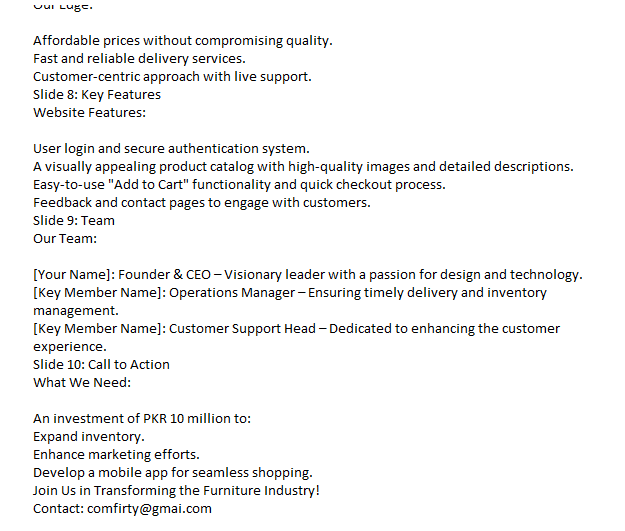 Our Edge:
Affordable prices without compromising quality.
Fast and reliable delivery services.
Customer-centric approach with live support.
Slide 8: Key Features
Website Features:
User login and secure authentication system.
A visually appealing product catalog with high-quality images and detailed descriptions.
Easy-to-use "Add to Cart" functionality and quick checkout process.
Feedback and contact pages to engage with customers.
Slide 9: Team
Our Team:
[Your Name]: Founder & CEO – Visionary leader with a passion for design and technology.
[Key Member Name]: Operations Manager – Ensuring timely delivery and inventory
management.
[Key Member Name]: Customer Support Head – Dedicated to enhancing the customer
experience.
Slide 10: Call to Action
What We Need:
An investment of PKR 10 million to:
Expand inventory.
Enhance marketing efforts.
Develop a mobile app for seamless shopping.
Join Us in Transforming the Furniture Industry!
Contact: comfirty@gmai.com